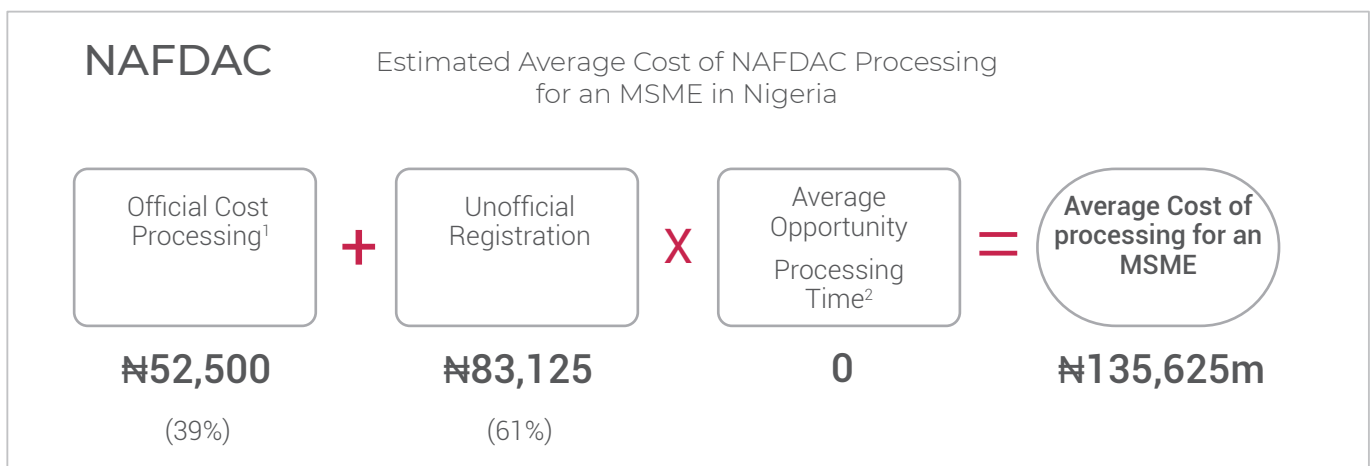 NAFDAC
Estimated Average Cost of NAFDAC Processing
for an MSME in Nigeria
Official Cost
Processing¹
+
Unofficial
Registration
X
Average
Opportunity
Processing
Time²
=
Average Cost of
processing for an
MSME
₦52,500
₦83,125
0
₦135,625m
(39%)
(61%)